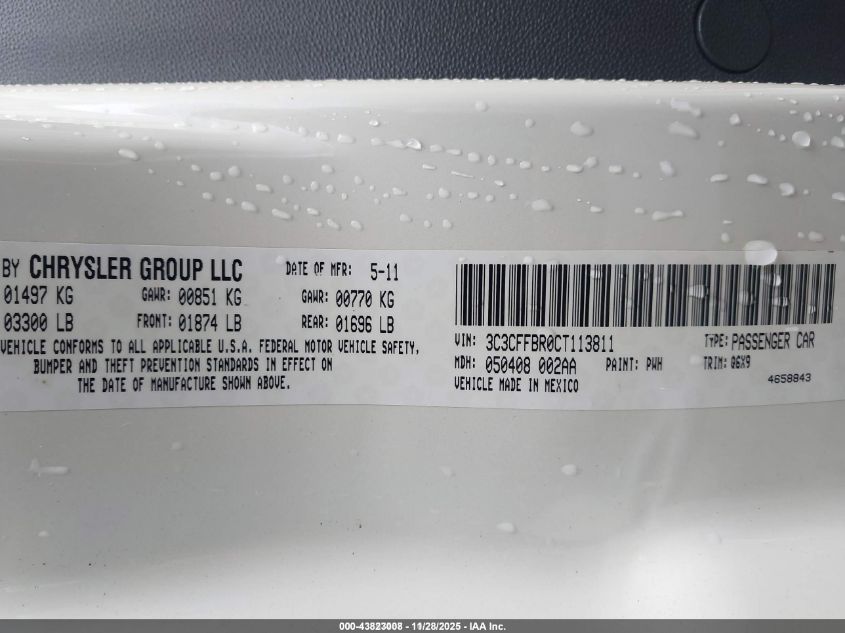 BY CHRYSLER GROUP LLC DATE OF MFR: 5-11
01497 KG GAWR: 00851 KG GAWR: 00770 KG
03300 LB FRONT: 01874 LB REAR: 01696 LB
VEHICLE CONFORMS TO ALL APPLICABLE U.S.A. FEDERAL MOTOR VEHICLE SAFETY,
BUMPER AND THEFT PREVENTION STANDARDS IN EFFECT ON
THE DATE OF MANUFACTURE SHOWN ABOVE.
VIN: 3C3CFFBR0CT113811 TYPE: PASSENGER CAR
MDH: 050408 002AA PAINT: PWH TRIM: Q6X9
VEHICLE MADE IN MEXICO 4658843
000-43823008 - 11/28/2025 - IAA Inc.